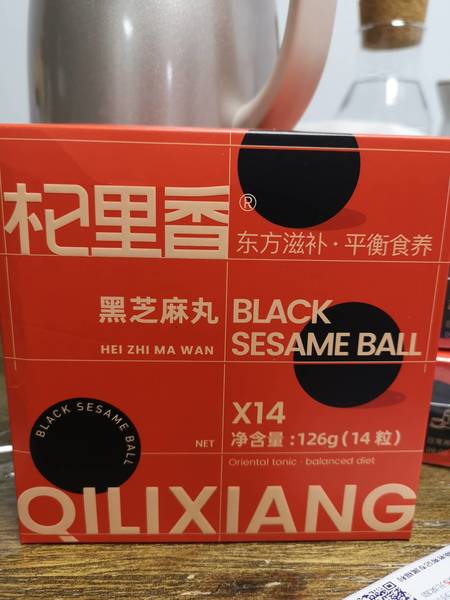 杞里香®
东方滋补·平衡食养
黑芝麻丸
HEI ZHI MA WAN
BLACK
SESAME BALL
BLACK SESAME BALL
X14
NET
净含量:126g(14粒)
Oriental tonic · balanced diet
QILIXIANG